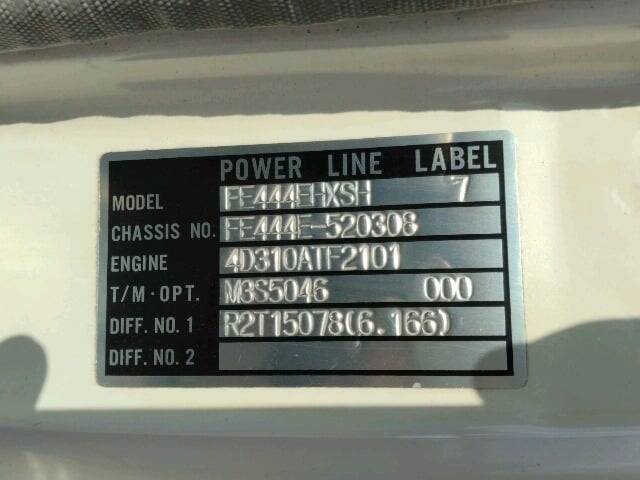 POWER LINE LABEL
MODEL FE444EHXSH 7
CHASSIS NO. FE444E-520308
ENGINE 4D310ATF2101
T/M·OPT. M3S5046 000
DIFF. NO. 1 R2T15078(6.166)
DIFF. NO. 2